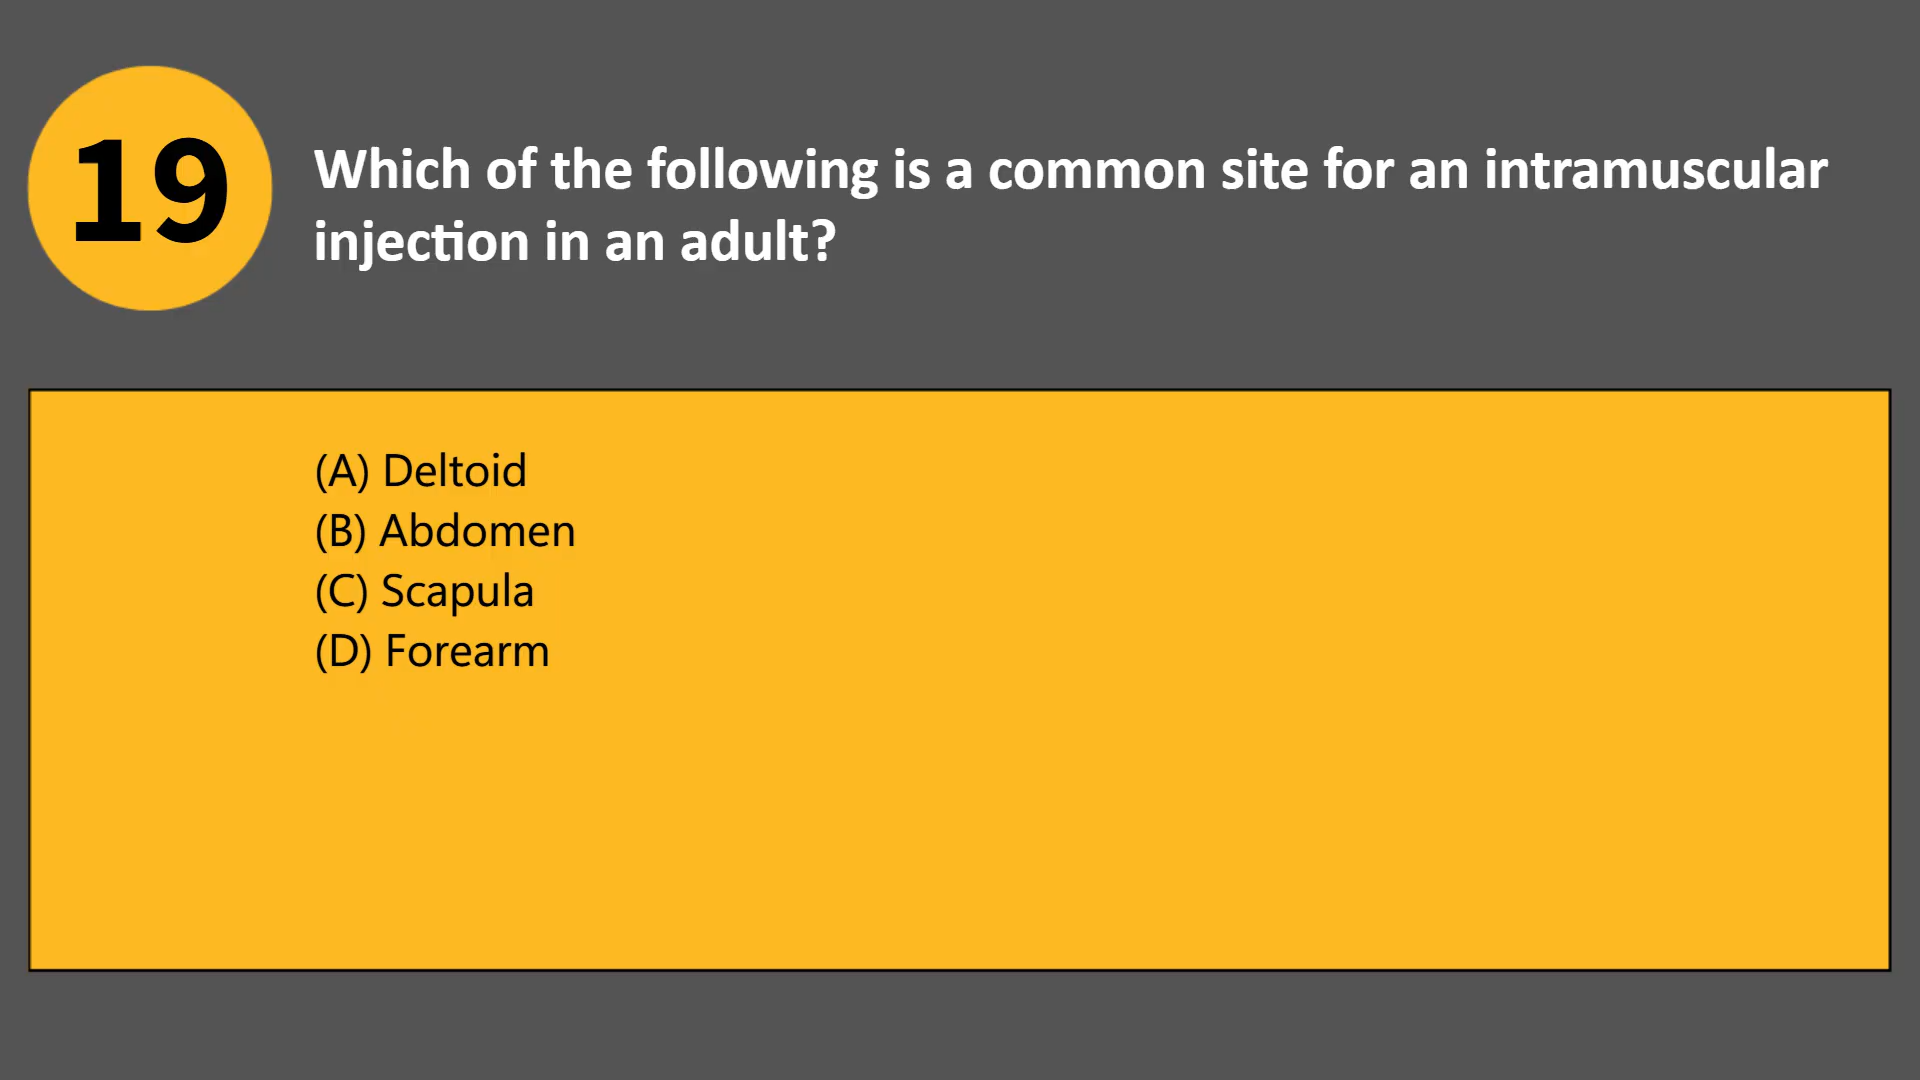 19
Which of the following is a common site for an intramuscular
injection in an adult?
(A) Deltoid
(B) Abdomen
(C) Scapula
(D) Forearm